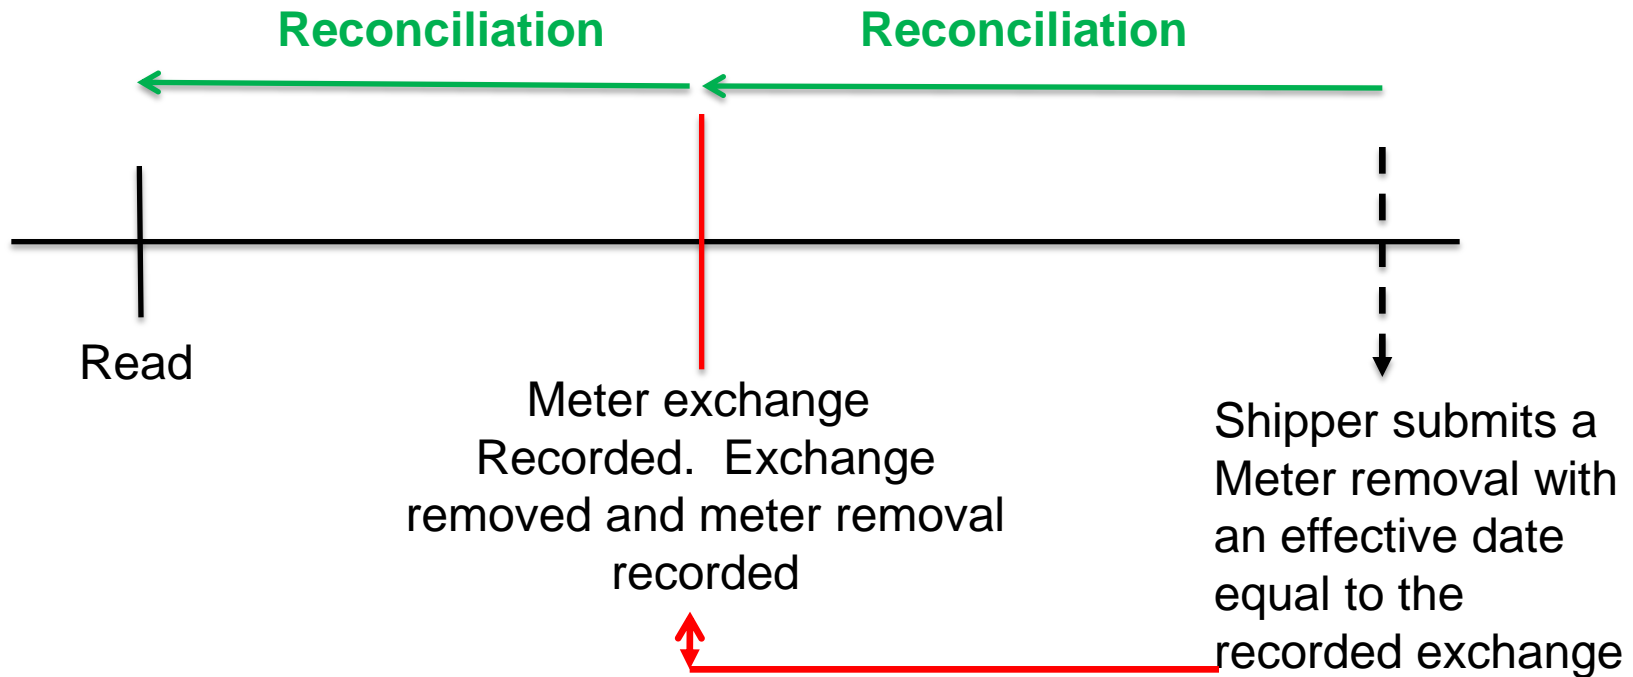 Reconciliation
Reconciliation
Read
Meter exchange
Recorded.  Exchange
removed and meter removal
recorded
Shipper submits a
Meter removal with
an effective date
equal to the
recorded exchange